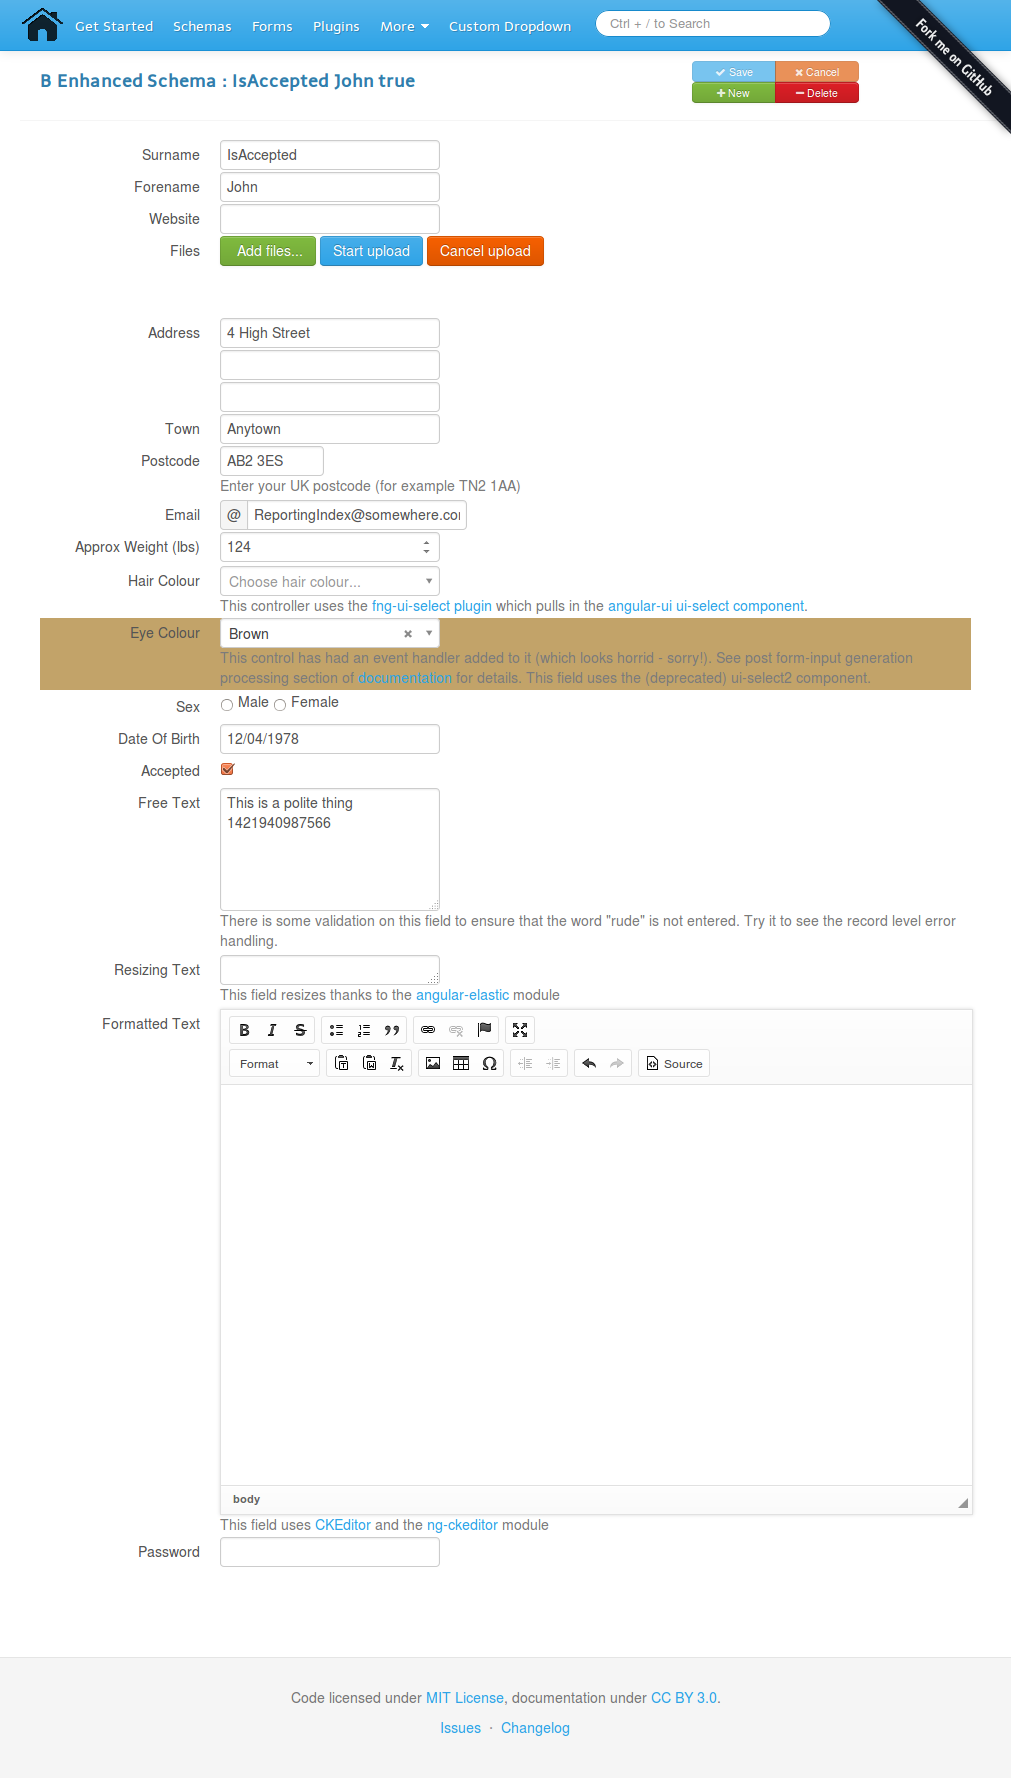 Get Started Schemas Forms Plugins More Custom Dropdown Ctrl + / to Search
Fork me on GitHub
B Enhanced Schema : IsAccepted John true
Save Cancel
New Delete
Surname IsAccepted
Forename John
Website
Files Add files... Start upload Cancel upload
Address 4 High Street
Town Anytown
Postcode AB2 3ES
Enter your UK postcode (for example TN2 1AA)
Email @ ReportingIndex@somewhere.co
Approx Weight (lbs) 124
Hair Colour Choose hair colour...
This controller uses the fng-ui-select plugin which pulls in the angular-ui ui-select component.
Eye Colour Brown
This control has had an event handler added to it (which looks horrid - sorry!). See post form-input generation
processing section of documentation for details. This field uses the (deprecated) ui-select2 component.
Sex Male Female
Date Of Birth 12/04/1978
Accepted
Free Text This is a polite thing
1421940987566
There is some validation on this field to ensure that the word "rude" is not entered. Try it to see the record level error
handling.
Resizing Text
This field resizes thanks to the angular-elastic module
Formatted Text
Format Source
body
This field uses CKEditor and the ng-ckeditor module
Password
Code licensed under MIT License, documentation under CC BY 3.0.
Issues · Changelog